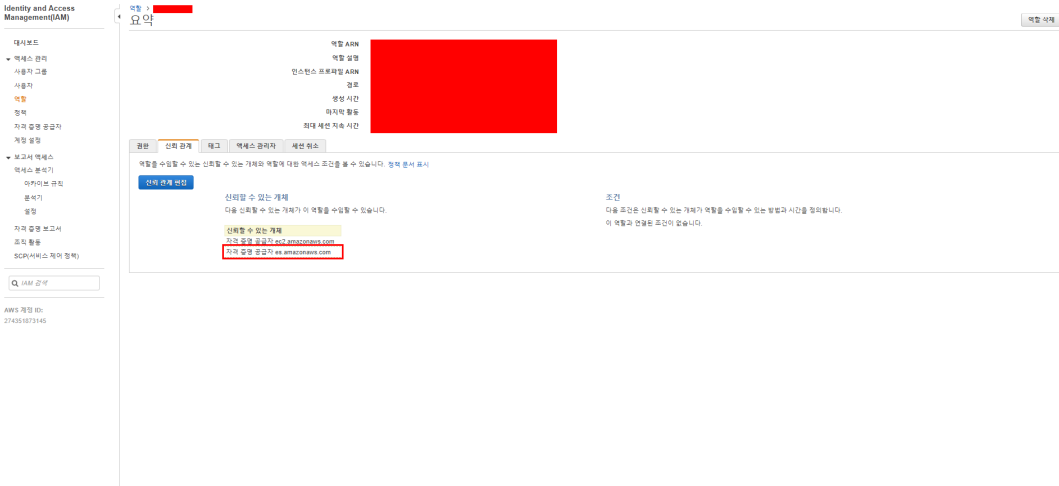 Identity and Access
Management(IAM)
대시보드
액세스 관리
사용자 그룹
사용자
역할
정책
자격 증명 공급자
계정 설정
보고서 액세스
액세스 분석기
아카이브 규칙
분석기
설정
자격 증명 보고서
조직 활동
SCP(서비스 제어 정책)
IAM 검색
AWS 계정 ID:
274351873145
역할 >
요약
역할 삭제
역할 ARN
역할 설명
인스턴스 프로파일 ARN
경로
생성 시간
마지막 활동
최대 세션 지속 시간
권한 신뢰 관계 태그 액세스 관리자 세션 취소
역할을 수임할 수 있는 신뢰할 수 있는 개체와 역할에 대한 액세스 조건을 볼 수 있습니다. 정책 문서 표시
신뢰 관계 편집
신뢰할 수 있는 개체
다음 신뢰할 수 있는 개체가 이 역할을 수임할 수 있습니다.
신뢰할 수 있는 개체
자격 증명 공급자 ec2.amazonaws.com
자격 증명 공급자 es.amazonaws.com
조건
다음 조건은 신뢰할 수 있는 개체가 역할을 수임할 수 있는 방법과 시간을 정의합니다.
이 역할과 연결된 조건이 없습니다.